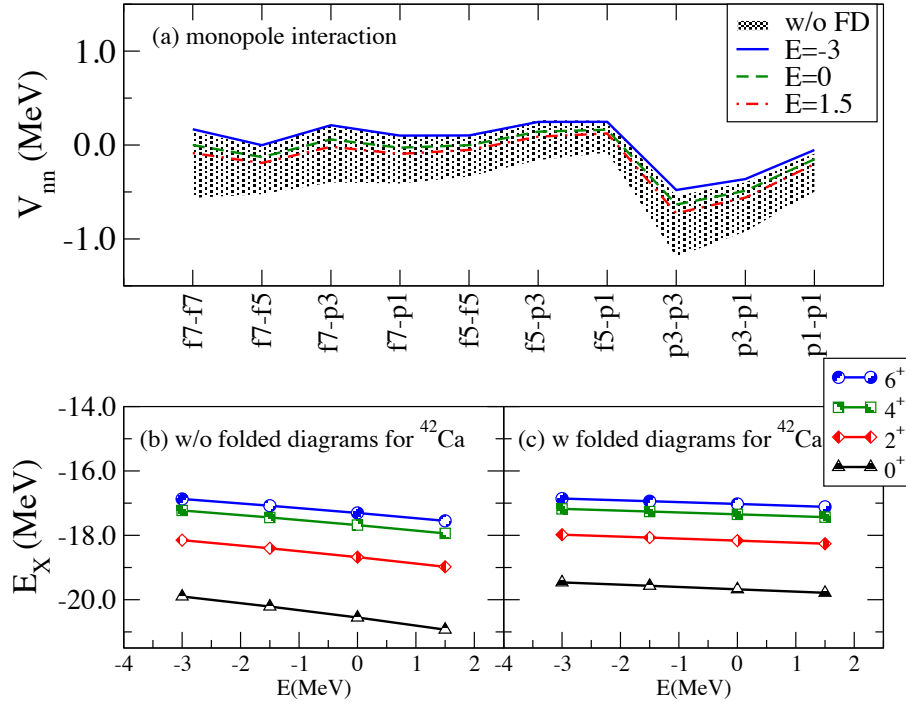 (a) monopole interaction
w/o FD
E=-3
E=0
E=1.5
V_nn (MeV)
1.0
0.0
-1.0
f7-f7
f7-f5
f7-p3
f7-p1
f5-f5
f5-p3
f5-p1
p3-p3
p3-p1
p1-p1
6+
4+
2+
0+
E_X (MeV)
-14.0
-16.0
-18.0
-20.0
(b) w/o folded diagrams for ⁴²Ca
-4
-3
-2
-1
0
1
2
E(MeV)
(c) w folded diagrams for ⁴²Ca
-4
-3
-2
-1
0
1
2
E(MeV)